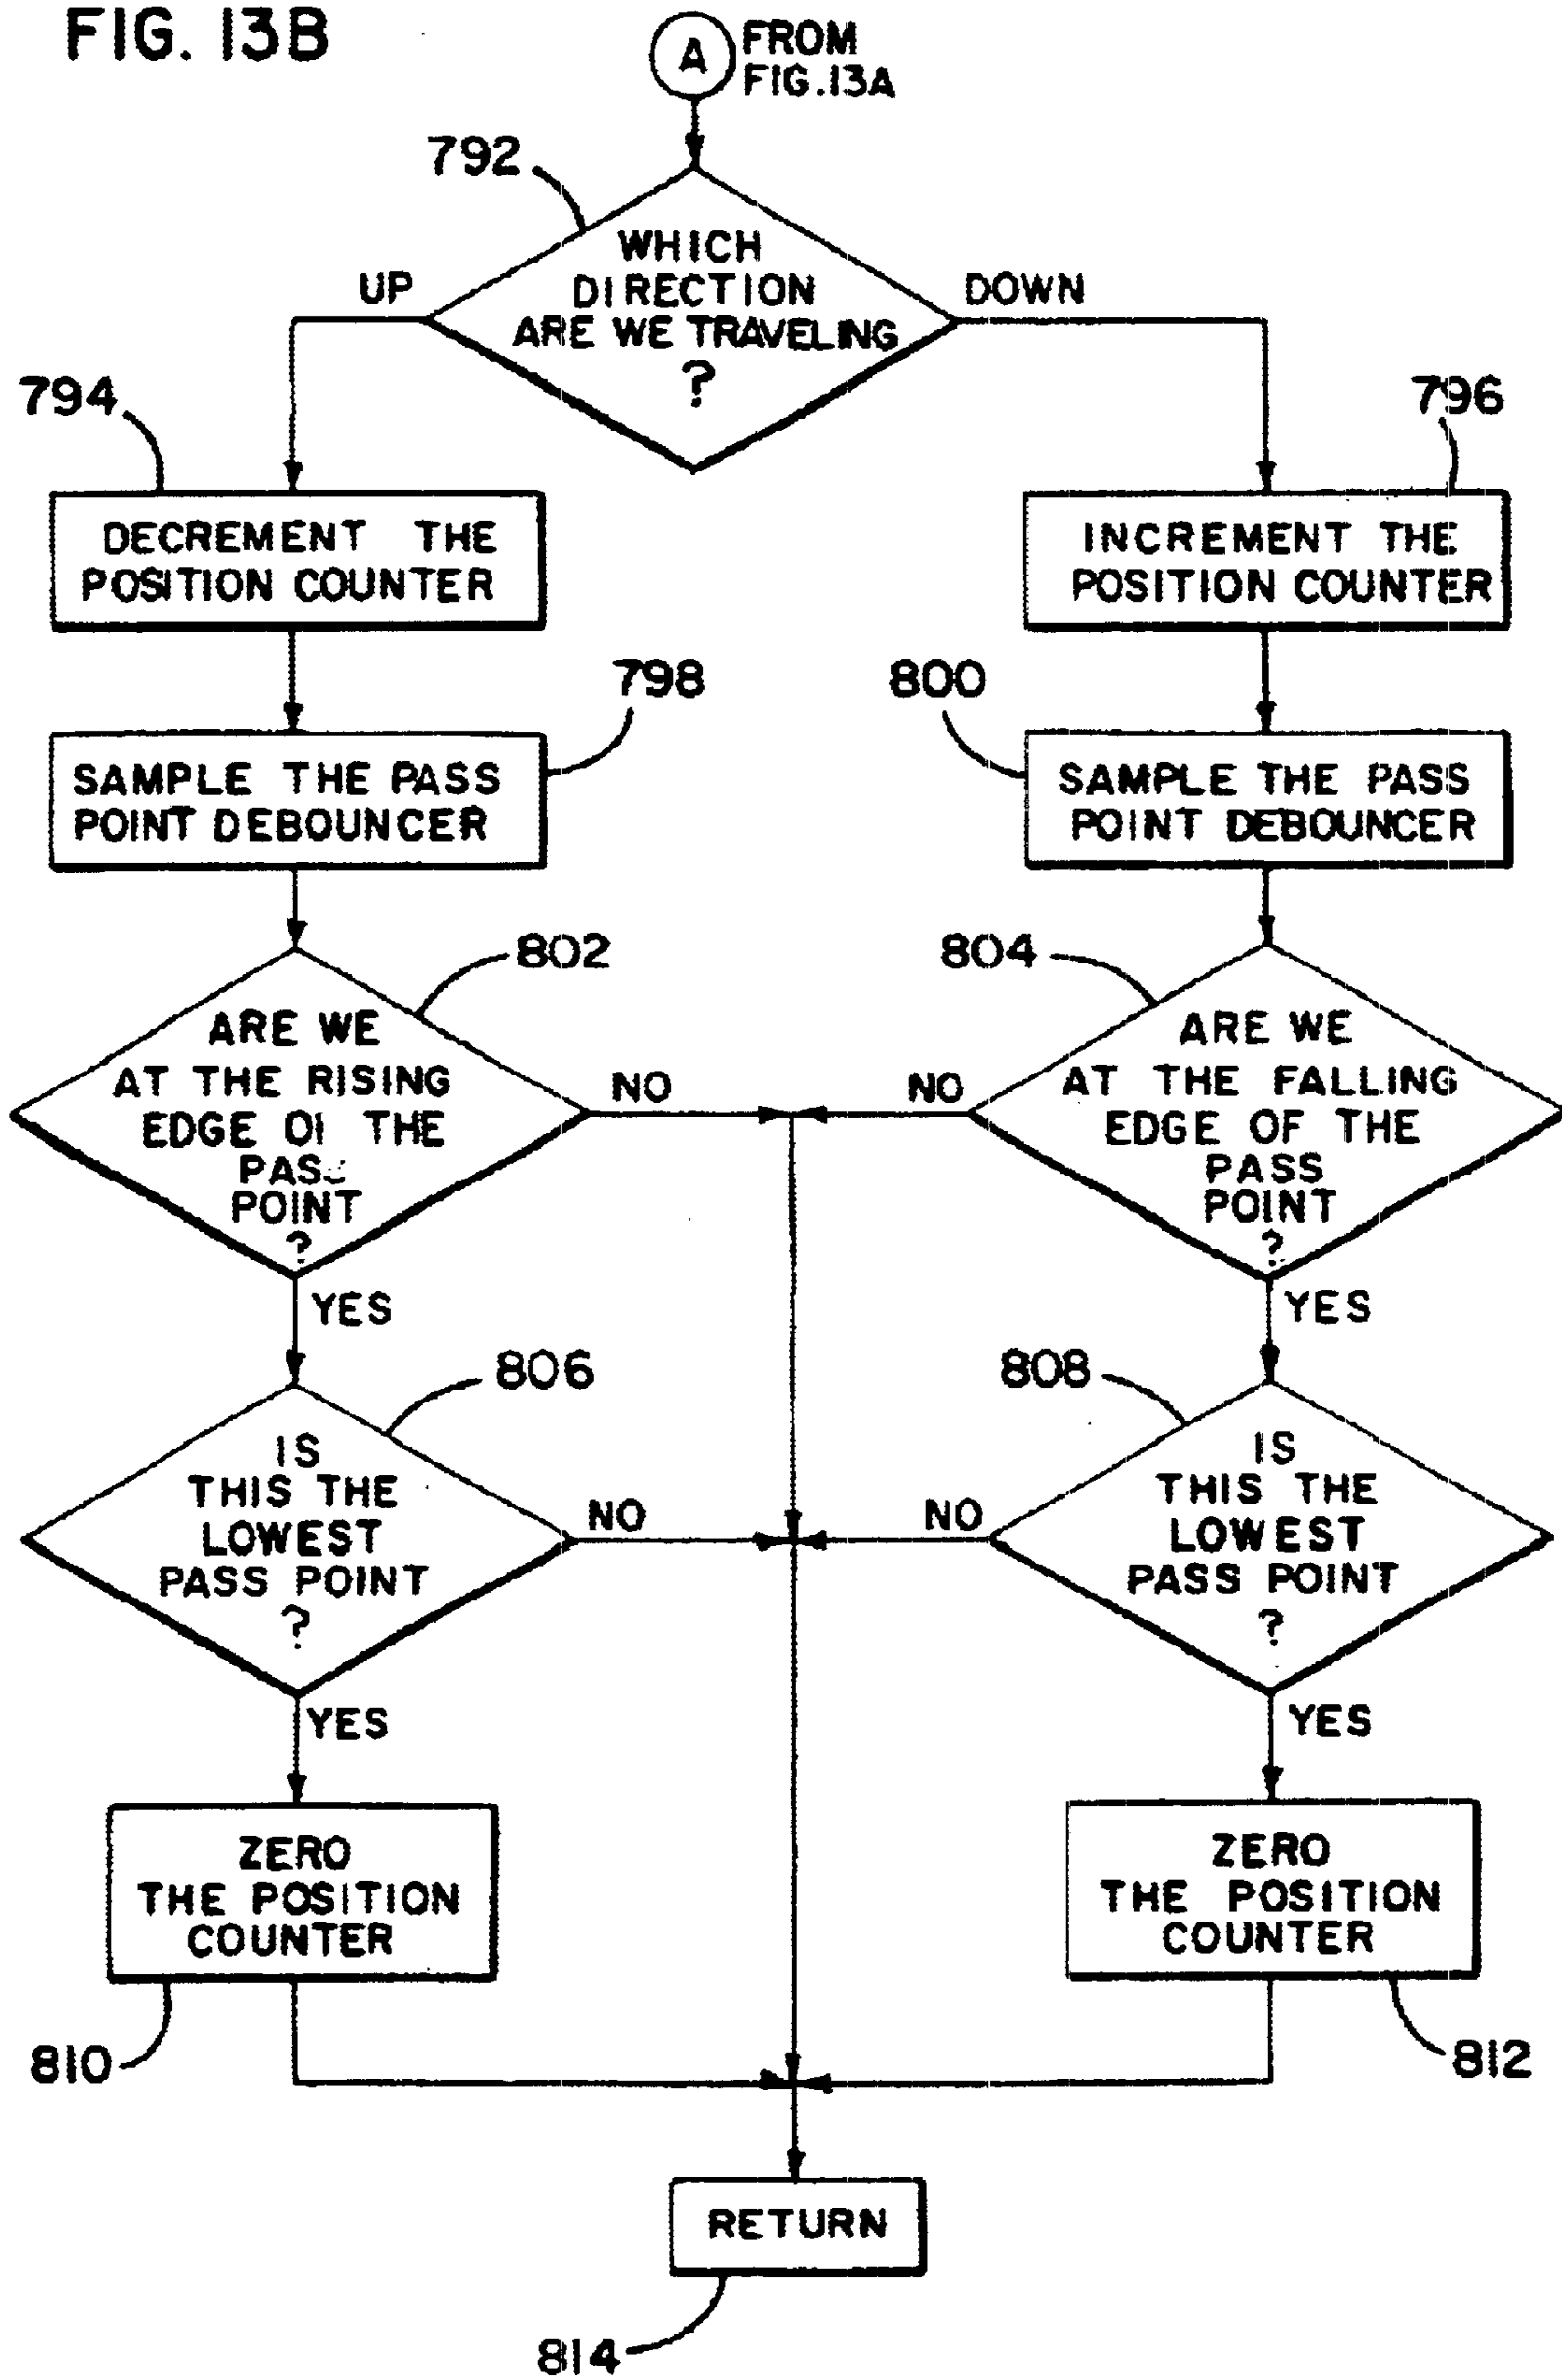 FIG. 13B
A
FROM
FIG. 13A
792
WHICH
DIRECTION
ARE WE TRAVELING
?
UP
DOWN
794
796
DECREMENT THE
POSITION COUNTER
INCREMENT THE
POSITION COUNTER
798
800
SAMPLE THE PASS
POINT DEBOUNCER
SAMPLE THE PASS
POINT DEBOUNCER
802
804
ARE WE
AT THE RISING
EDGE OF THE
PASS
POINT
?
NO
NO
ARE WE
AT THE FALLING
EDGE OF THE
PASS
POINT
?
YES
YES
806
808
IS
THIS THE
LOWEST
PASS POINT
?
NO
NO
IS
THIS THE
LOWEST
PASS POINT
?
YES
YES
ZERO
THE POSITION
COUNTER
ZERO
THE POSITION
COUNTER
810
812
RETURN
814